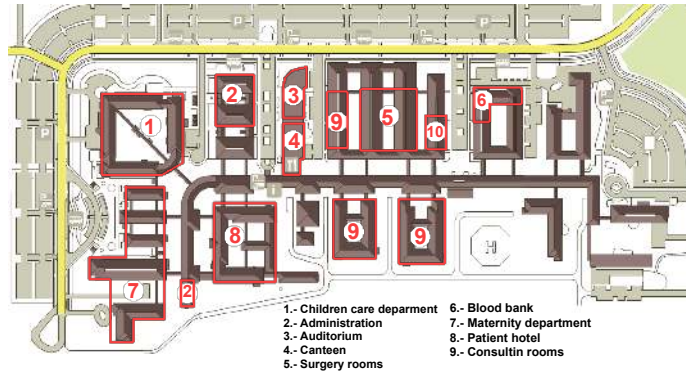 P
P
1
2
3
9
5
6
4
10
P
i
8
9
9
H
7
2
1.- Children care deparment
2.- Administration
3.- Auditorium
4.- Canteen
5.- Surgery rooms
6.- Blood bank
7.- Maternity department
8.- Patient hotel
9.- Consultin rooms